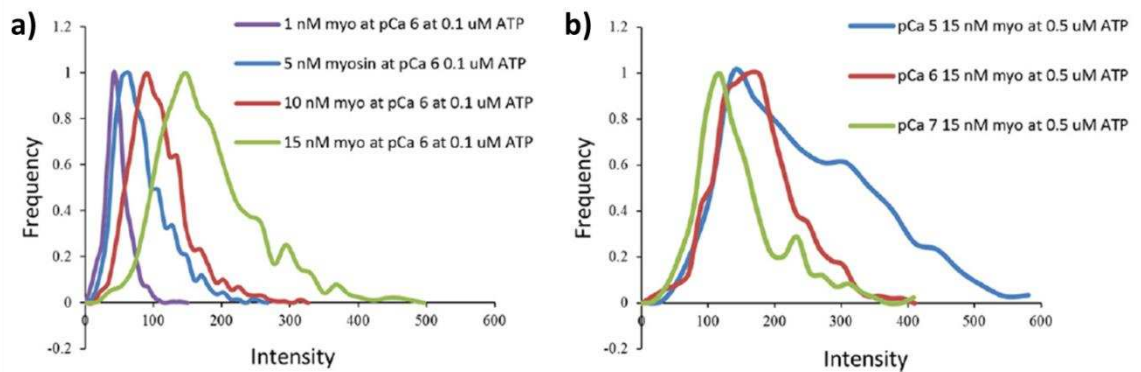 a)
1 nM myo at pCa 6 at 0.1 uM ATP
5 nM myosin at pCa 6 0.1 uM ATP
10 nM myo at pCa 6 at 0.1 uM ATP
15 nM myo at pCa 6 at 0.1 uM ATP
Frequency
1.2
1
0.8
0.6
0.4
0.2
0
-0.2
0
100
200
300
400
500
600
Intensity
b)
pCa 5 15 nM myo at 0.5 uM ATP
pCa 6 15 nM myo at 0.5 uM ATP
pCa 7 15 nM myo at 0.5 uM ATP
Frequency
1.2
1
0.8
0.6
0.4
0.2
0
-0.2
0
100
200
300
400
500
600
Intensity